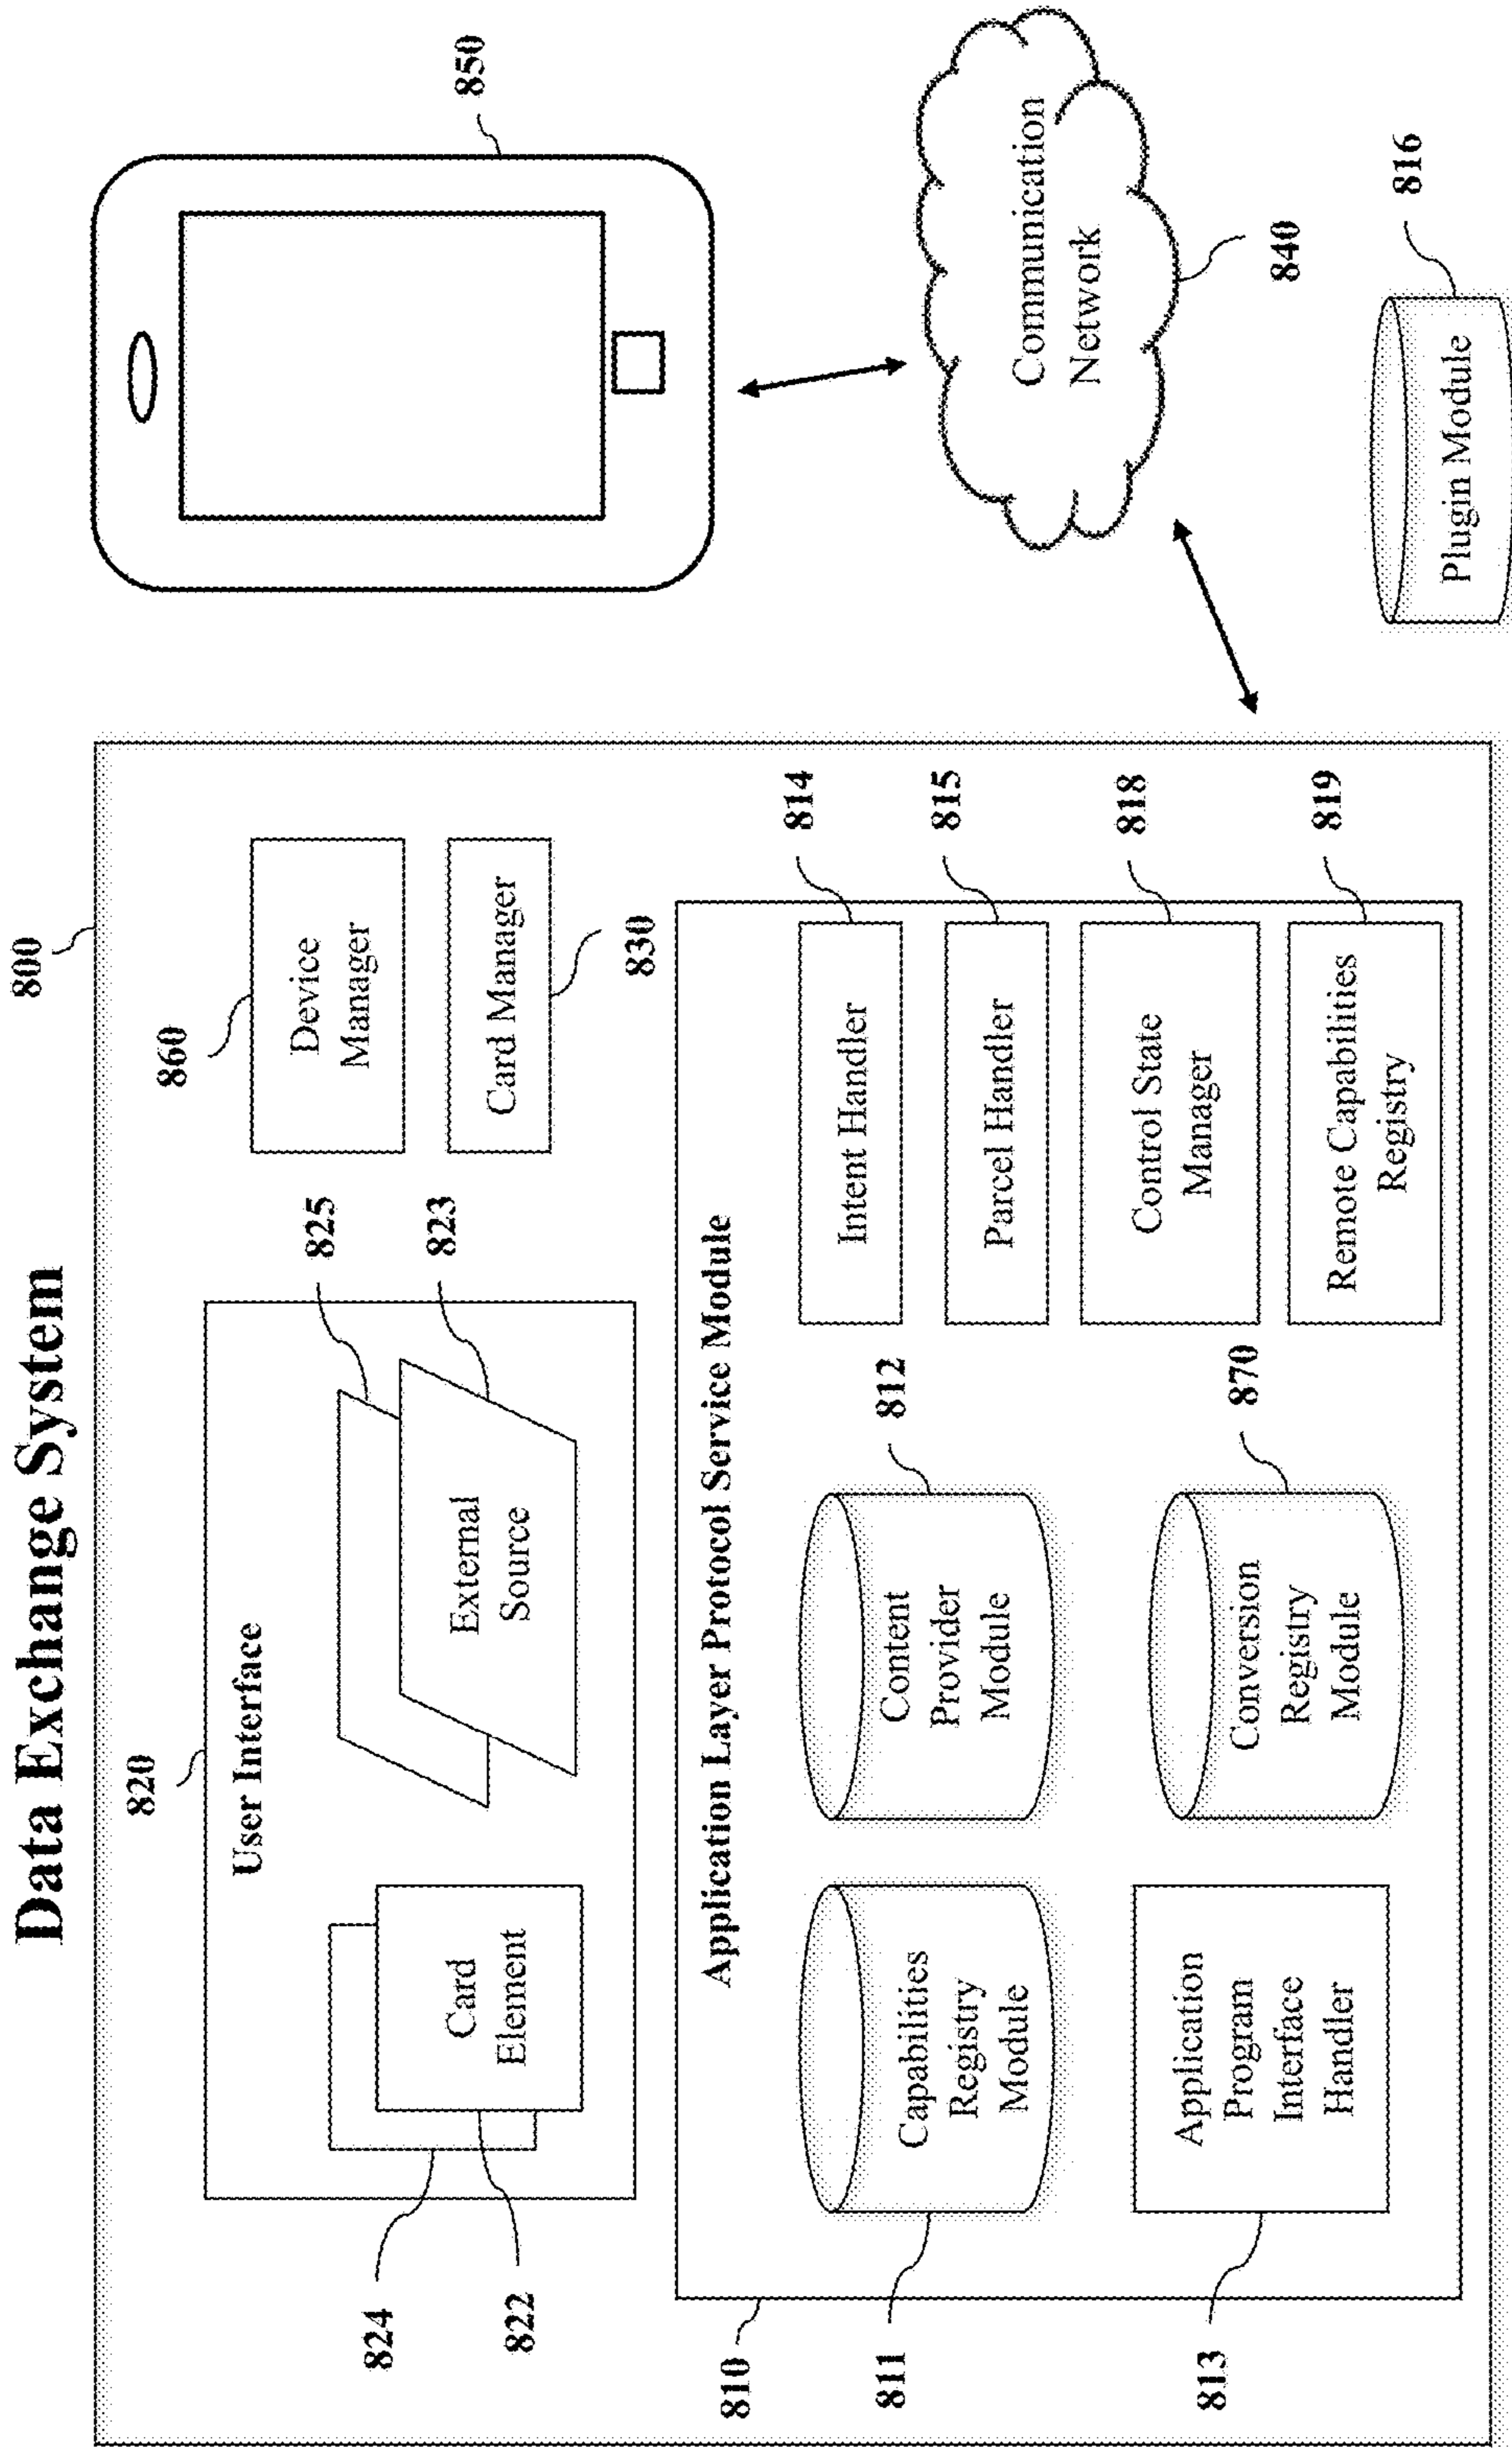 Data Exchange System
800
820
User Interface
824
822
Card
Element
External
Source
825
823
860
Device
Manager
Card Manager
830
850
Communication
Network
840
810
Application Layer Protocol Service Module
811
Capabilities
Registry
Module
Content
Provider
Module
812
Intent Handler
814
Parcel Handler
815
813
Application
Program
Interface
Handler
Conversion
Registry
Module
870
Control State
Manager
818
Remote Capabilities
Registry
819
Plugin Module
816